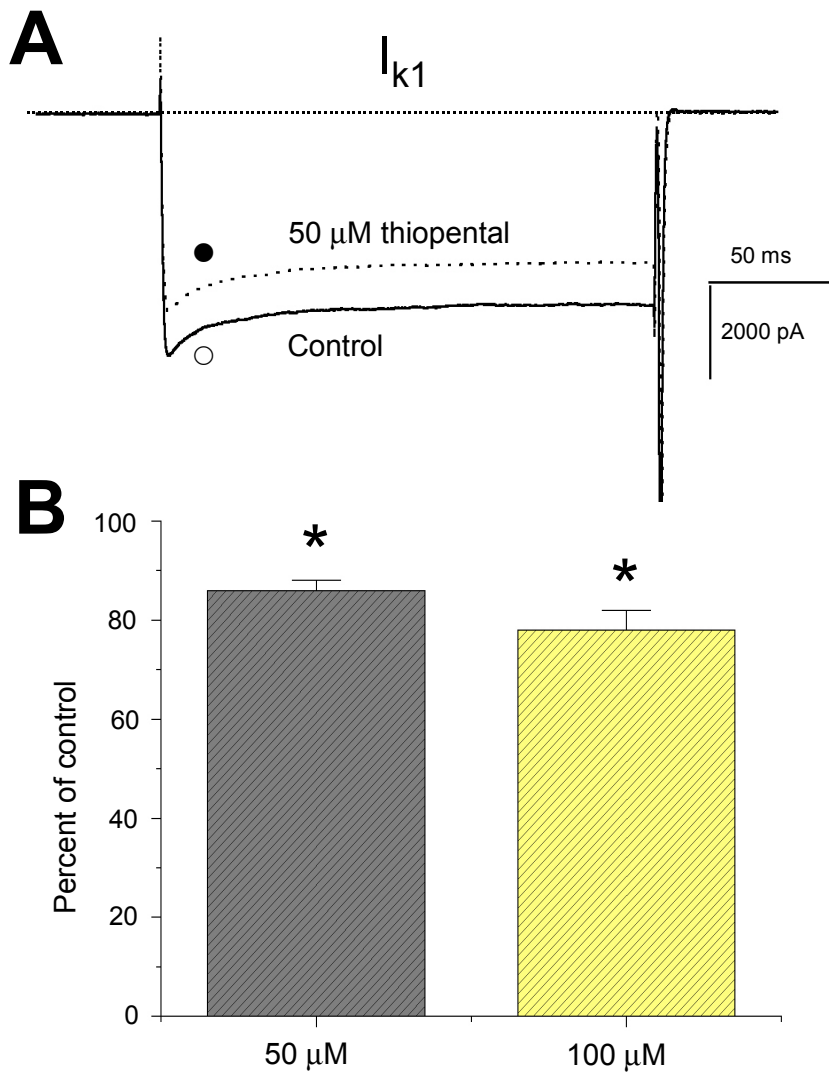 A
I_k1
50 μM thiopental
Control
50 ms
2000 pA
B
Percent of control
100
80
60
40
20
0
*
*
50 μM
100 μM